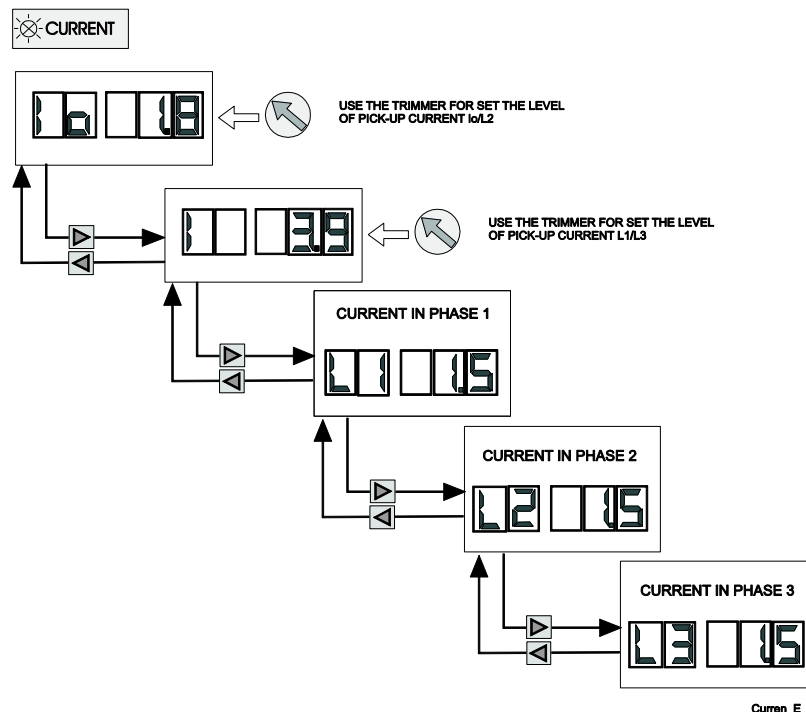 CURRENT
Io 1.8
USE THE TRIMMER FOR SET THE LEVEL
OF PICK-UP CURRENT Io/L2
I 3.9
USE THE TRIMMER FOR SET THE LEVEL
OF PICK-UP CURRENT L1/L3
CURRENT IN PHASE 1
L1 1.5
CURRENT IN PHASE 2
L2 1.5
CURRENT IN PHASE 3
L3 1.5
Curren_E